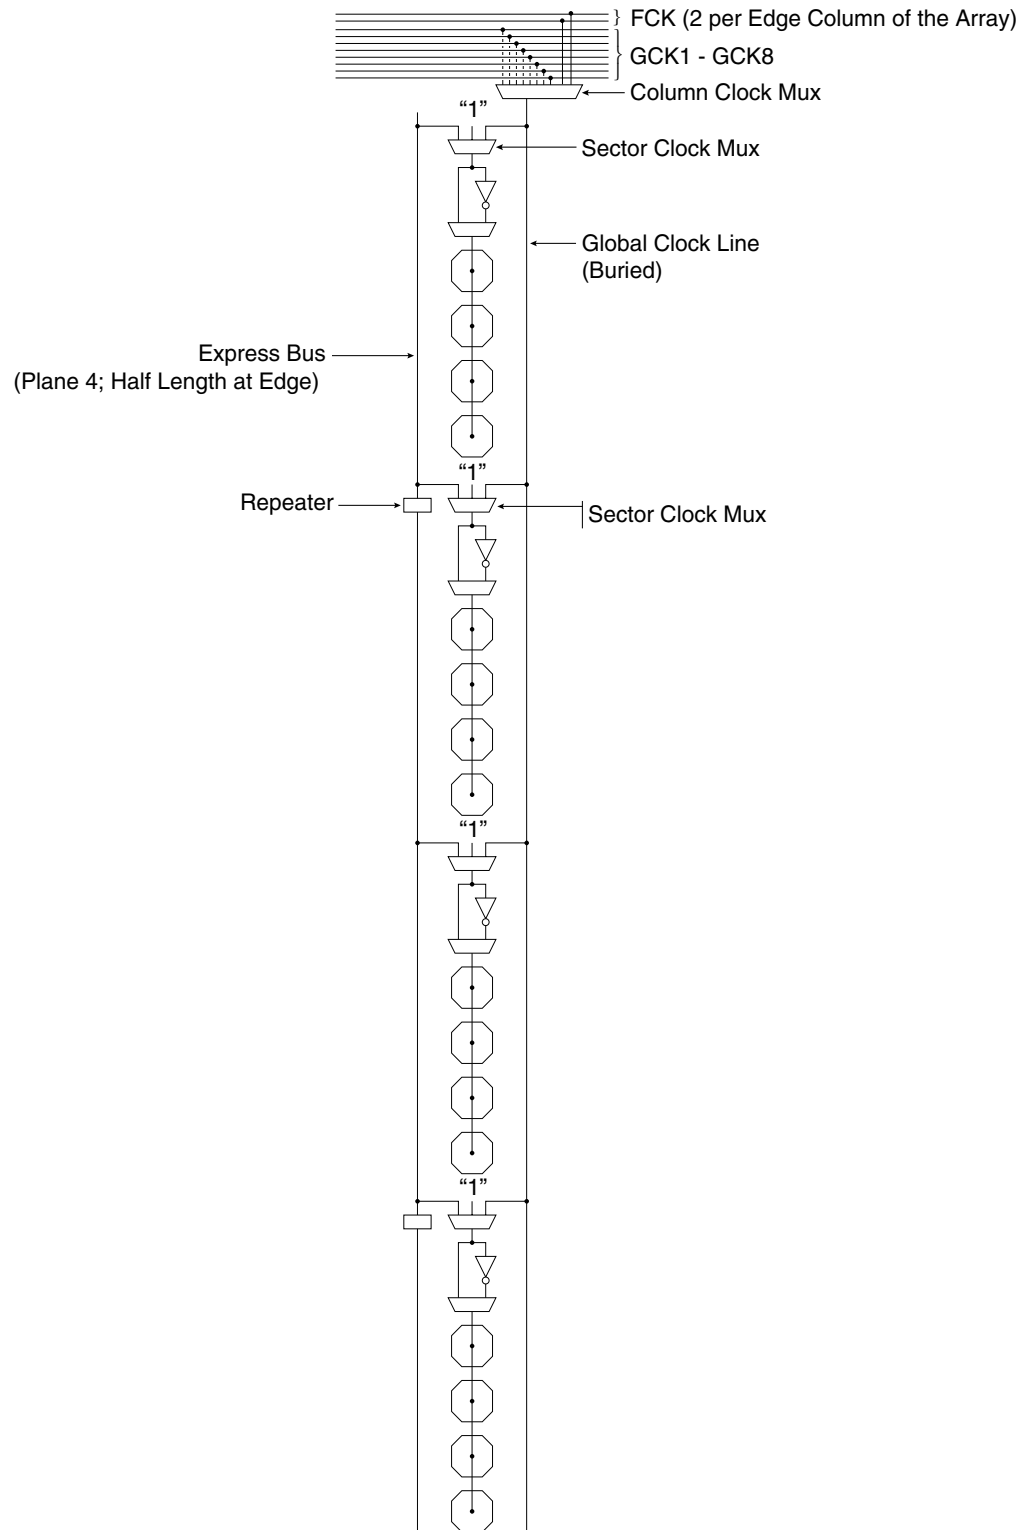 FCK (2 per Edge Column of the Array)
GCK1 - GCK8
Column Clock Mux
“1”
Sector Clock Mux
Global Clock Line
(Buried)
Express Bus
(Plane 4; Half Length at Edge)
“1”
Repeater
Sector Clock Mux
“1”
“1”